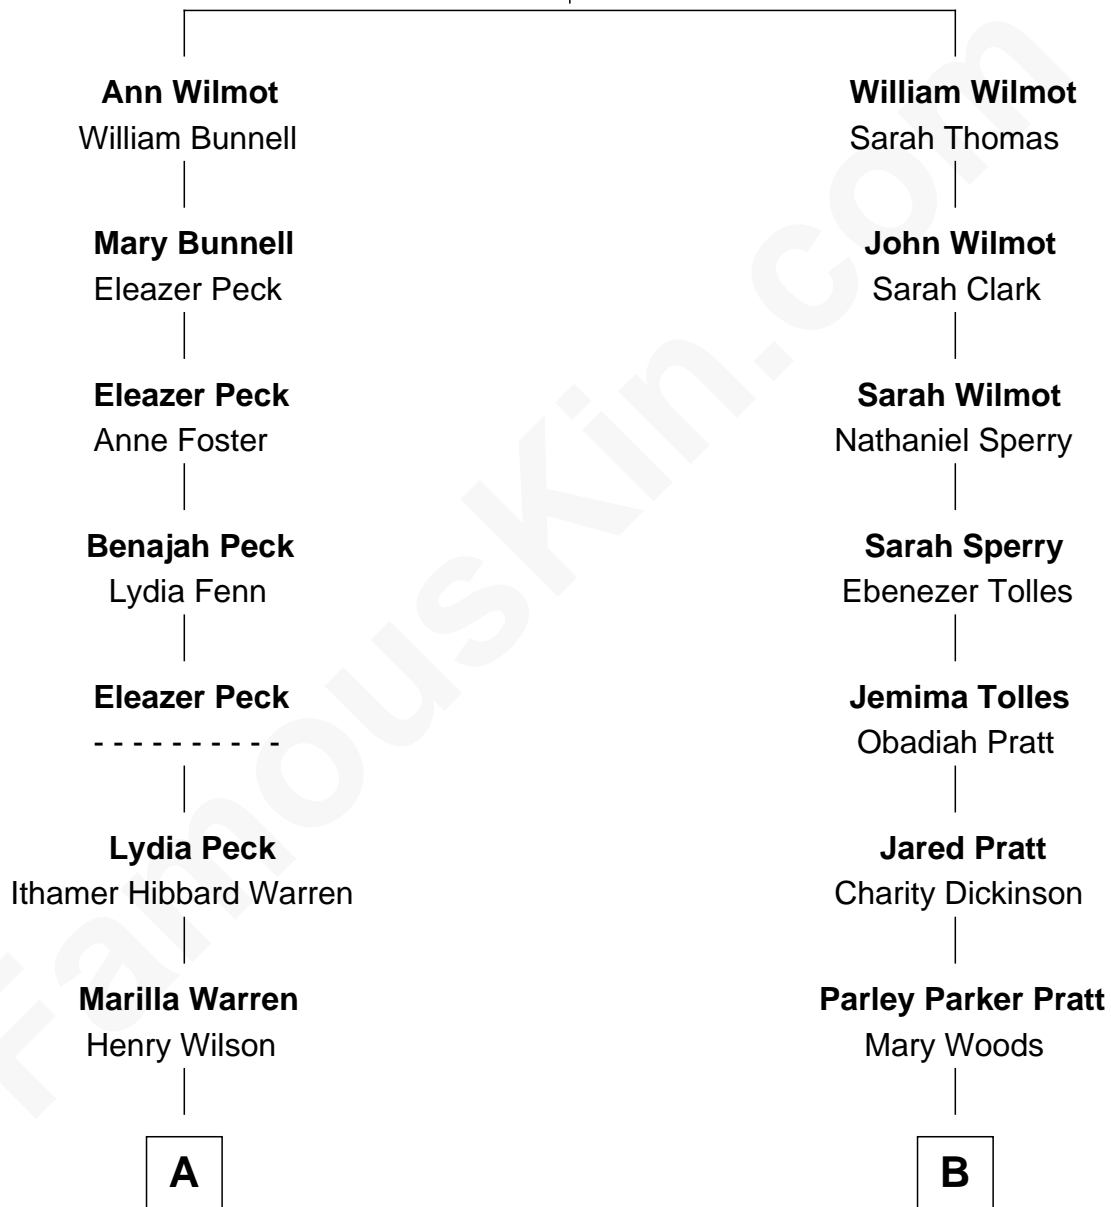 Ann Wilmot
William Bunnell
Mary Bunnell
Eleazer Peck
Eleazer Peck
Anne Foster
Benajah Peck
Lydia Fenn
Eleazer Peck
- - - - - - - - - -
Lydia Peck
Ithamer Hibbard Warren
Marilla Warren
Henry Wilson
A
William Wilmot
Sarah Thomas
John Wilmot
Sarah Clark
Sarah Wilmot
Nathaniel Sperry
Sarah Sperry
Ebenezer Tolles
Jemima Tolles
Obadiah Pratt
Jared Pratt
Charity Dickinson
Parley Parker Pratt
Mary Woods
B
FamousKin.com